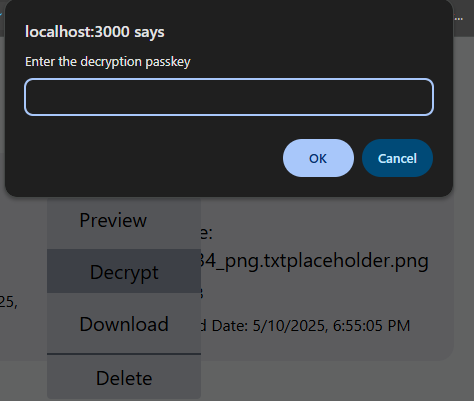 ...
localhost:3000 says
Enter the decryption passkey
OK
Cancel
Preview
e:
Decrypt
34_png.txtplaceholder.png
25,
Download
d Date: 5/10/2025, 6:55:05 PM
Delete